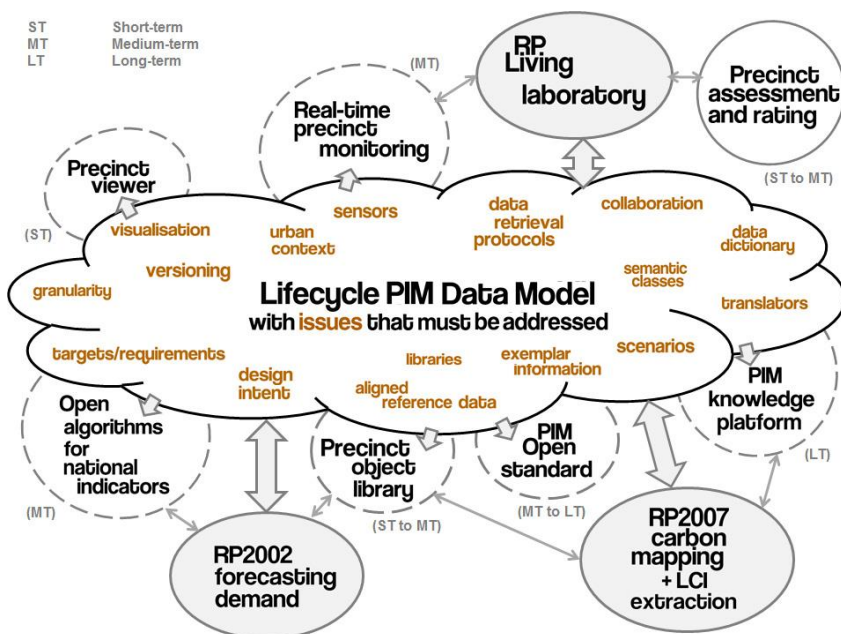 ST Short-term
MT Medium-term
LT Long-term
(MT)
RP
Living
laboratory
Precinct
assessment
and rating
(ST to MT)
Real-time
precinct
monitoring
Precinct
viewer
(ST)
visualisation
versioning
granularity
urban
context
sensors
data
retrieval
protocols
collaboration
data
dictionary
semantic
classes
translators
Lifecycle PIM Data Model
with issues that must be addressed
targets/requirements
design
intent
libraries
aligned
reference data
exemplar
information
scenarios
Open
algorithms
for
national
indicators
(MT)
Precinct
object
library
(ST to MT)
PIM
Open
standard
(MT to LT)
PIM
knowledge
platform
(LT)
RP2002
forecasting
demand
RP2007
carbon
mapping
+ LCI
extraction